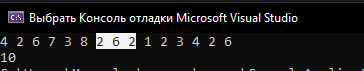 Выбрать Консоль отладки Microsoft Visual Studio
4 2 6 7 3 8 2 6 2 1 2 3 4 2 6
10